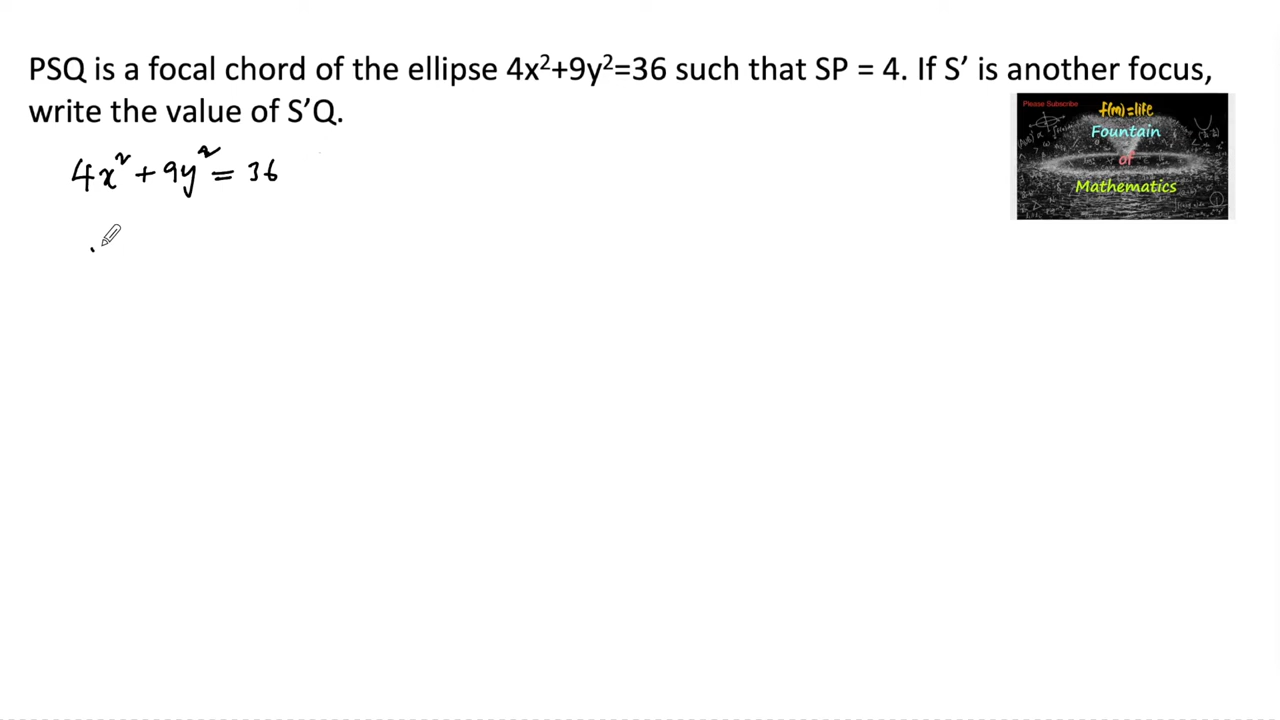 PSQ is a focal chord of the ellipse 4x²+9y²=36 such that SP = 4. If S’ is another focus,
write the value of S’Q.
Please Subscribe
f(m)=life
Fountain
of
Mathematics
4x² + 9y² = 36